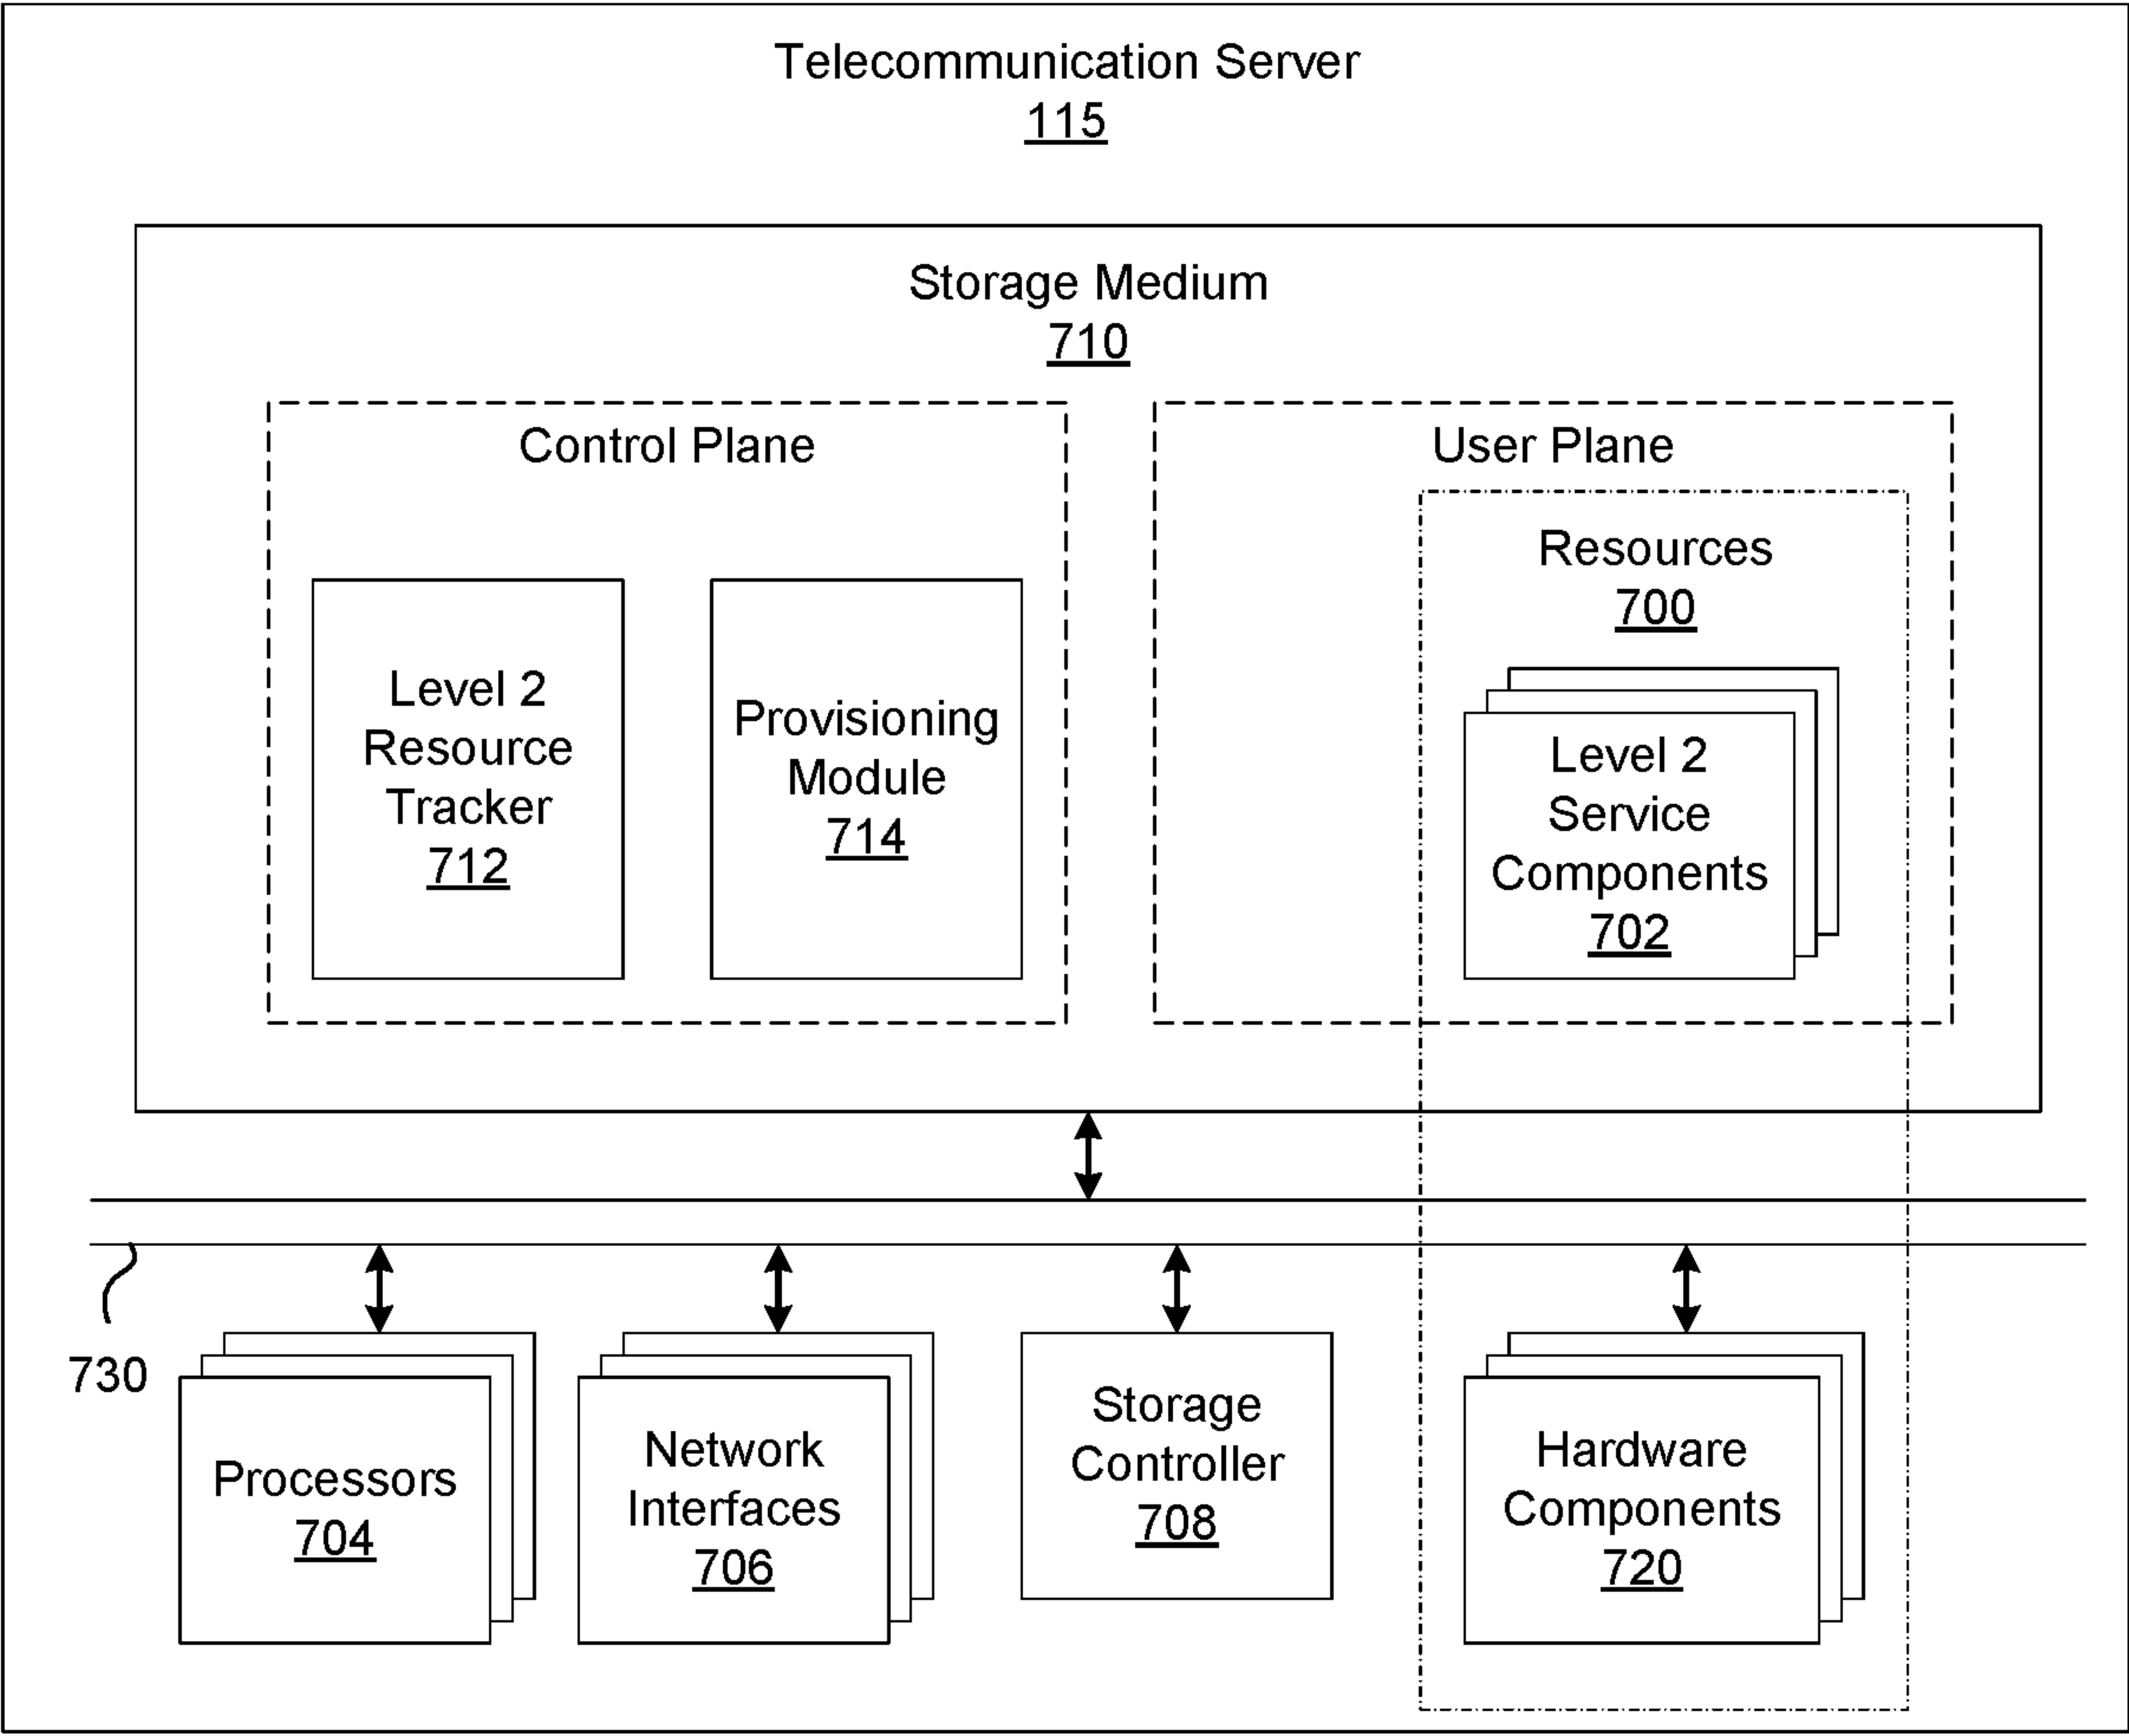 Telecommunication Server
115
Storage Medium
710
Control Plane
Level 2
Resource
Tracker
712
Provisioning
Module
714
User Plane
Resources
700
Level 2
Service
Components
702
730
Processors
704
Network
Interfaces
706
Storage
Controller
708
Hardware
Components
720